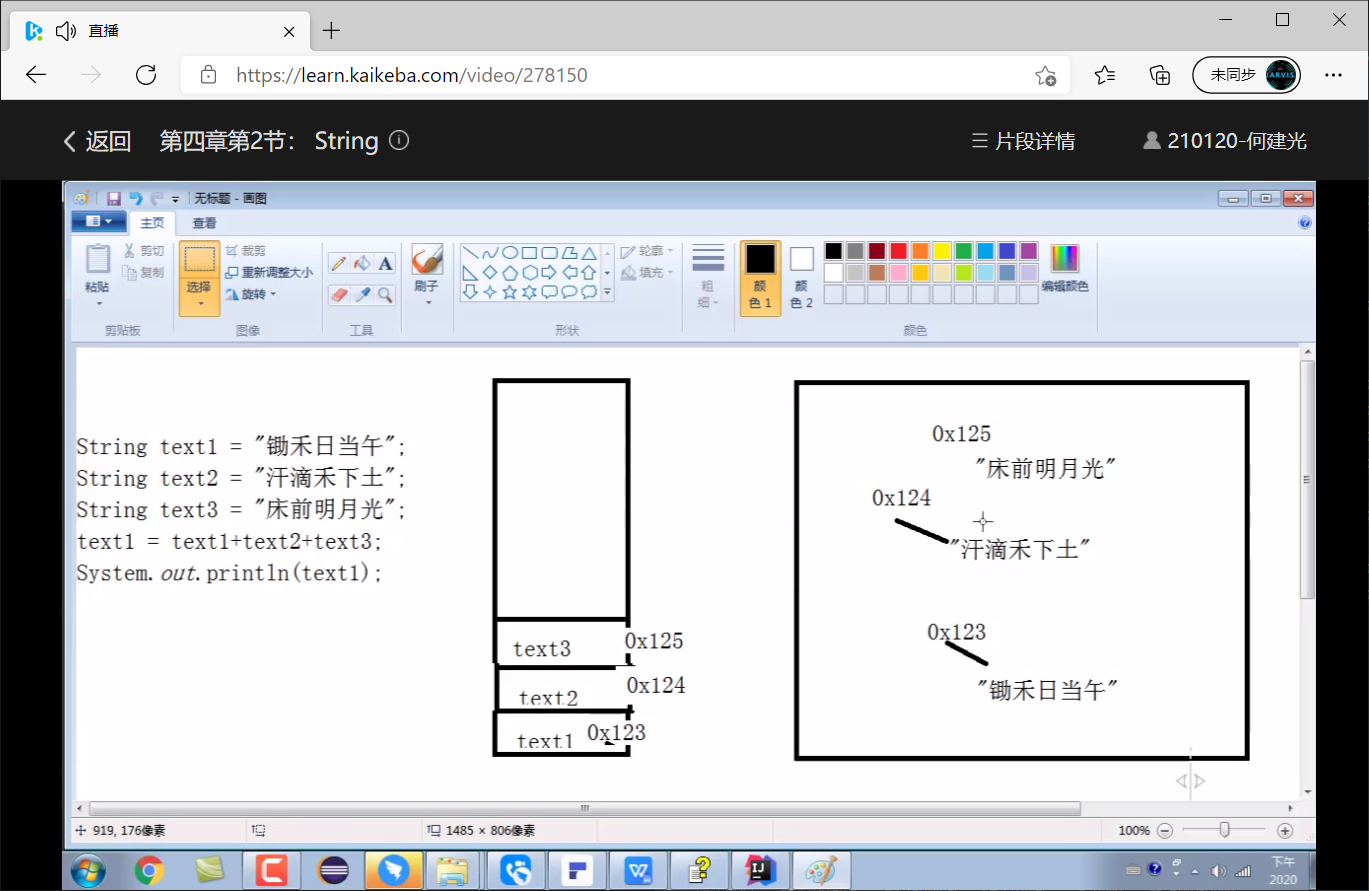 直播
https://learn.kaikeba.com/video/278150
未同步
J.A.R.V.I.S.
返回
第四章第2节： String
片段详情
210120-何建光
无标题 - 画图
主页
查看
粘贴
剪切
复制
剪贴板
选择
裁剪
重新调整大小
旋转
图像
A
工具
刷子
轮廓
填充
形状
粗
细
颜
色 1
颜
色 2
编辑颜色
颜色
String text1 = "锄禾日当午";
String text2 = "汗滴禾下土";
String text3 = "床前明月光";
text1 = text1+text2+text3;
System.out.println(text1);
text3
0x125
text2
0x124
text1
0x123
0x125
"床前明月光"
0x124
"汗滴禾下土"
0x123
"锄禾日当午"
919, 176像素
1485 × 806像素
100%
IJ
下午
2020